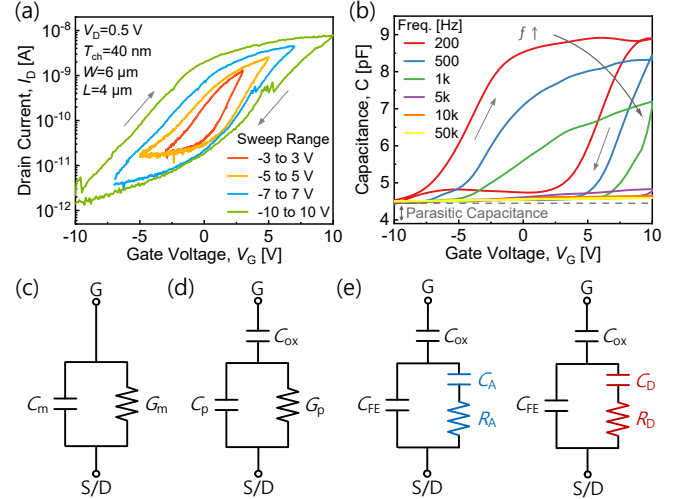 (a)
V_D=0.5 V
T_ch=40 nm
W=6 μm
L=4 μm
Drain Current, I_D [A]
10^-8
10^-9
10^-10
10^-11
10^-12
Sweep Range
-3 to 3 V
-5 to 5 V
-7 to 7 V
-10 to 10 V
-10 -5 0 5 10
Gate Voltage, V_G [V]
(b)
Capacitance, C [pF]
9
8
7
6
5
4
Freq. [Hz]
200
500
1k
5k
10k
50k
f ↑
Parasitic Capacitance
-10 -5 0 5 10
Gate Voltage, V_G [V]
(c)
G
C_m
G_m
S/D
(d)
G
C_ox
C_p
G_p
S/D
(e)
G
C_ox
C_FE
C_A
R_A
S/D
G
C_ox
C_FE
C_D
R_D
S/D